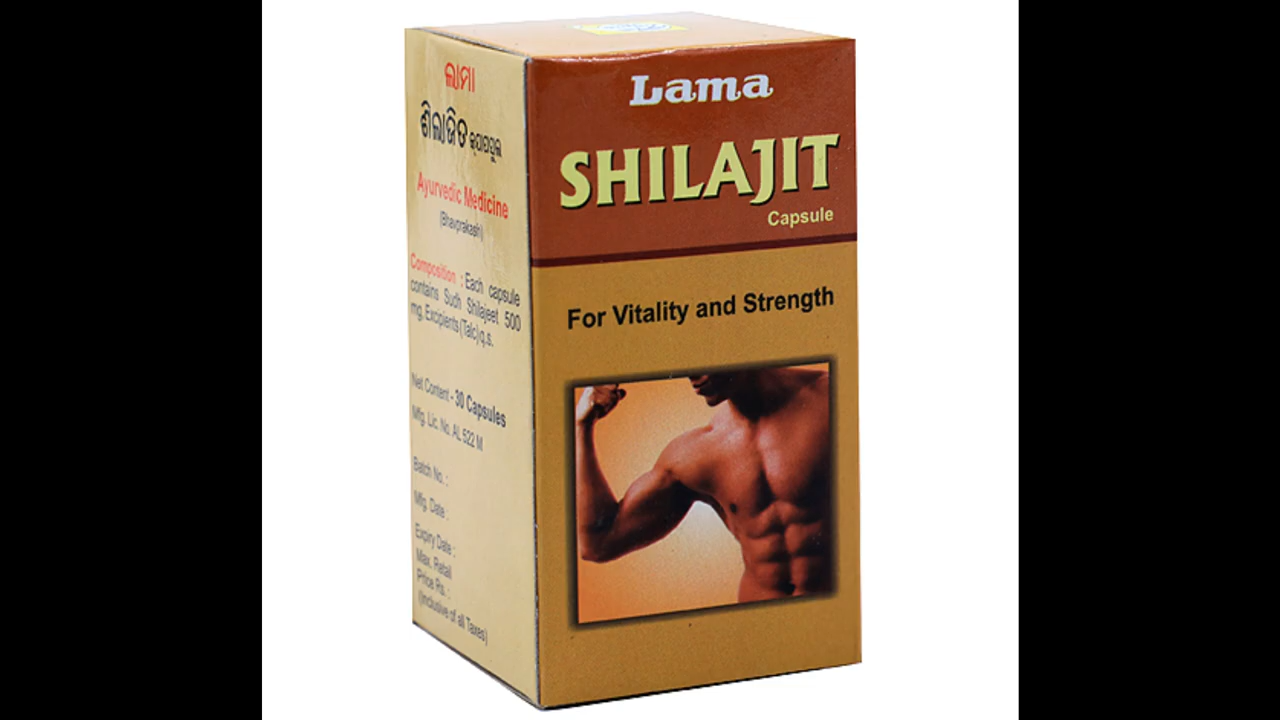 ଲାମା
ଶିଳାଜିତ କ୍ୟାପସୁଲ
Ayurvedic Medicine
(Bhavprakash)
Composition : Each capsule
contains Sudh Shilajeet 500
mg, Excipients (Talc) q.s.
Net Content - 30 Capsules
Mfg. Lic. No. AL 522 M
Batch No. :
Mfg. Date :
Expiry Date :
Max. Retail
Price Rs. :
(Inclusive of all Taxes)
Lama
SHILAJIT
Capsule
For Vitality and Strength